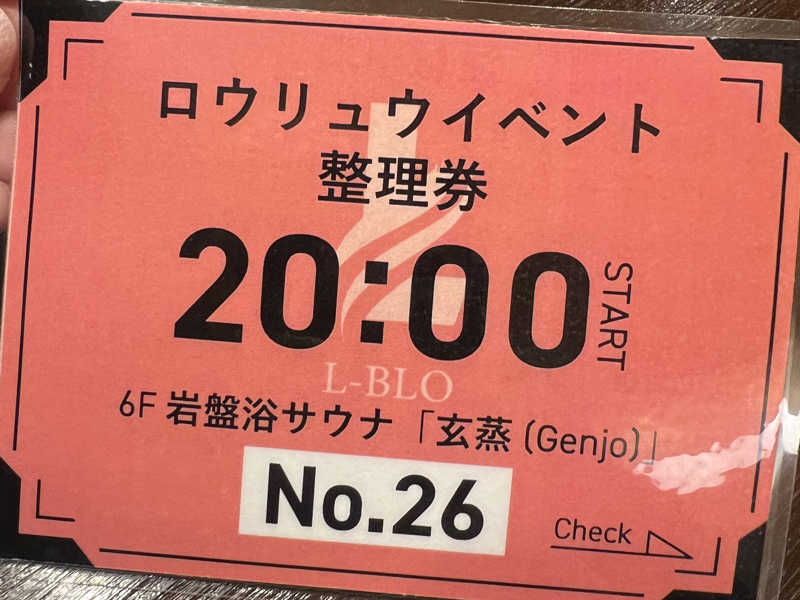 ロウリュウイベント
整理券
20:00 START
L-BLO
6F 岩盤浴サウナ「玄蒸 (Genjo)」
No.26
Check